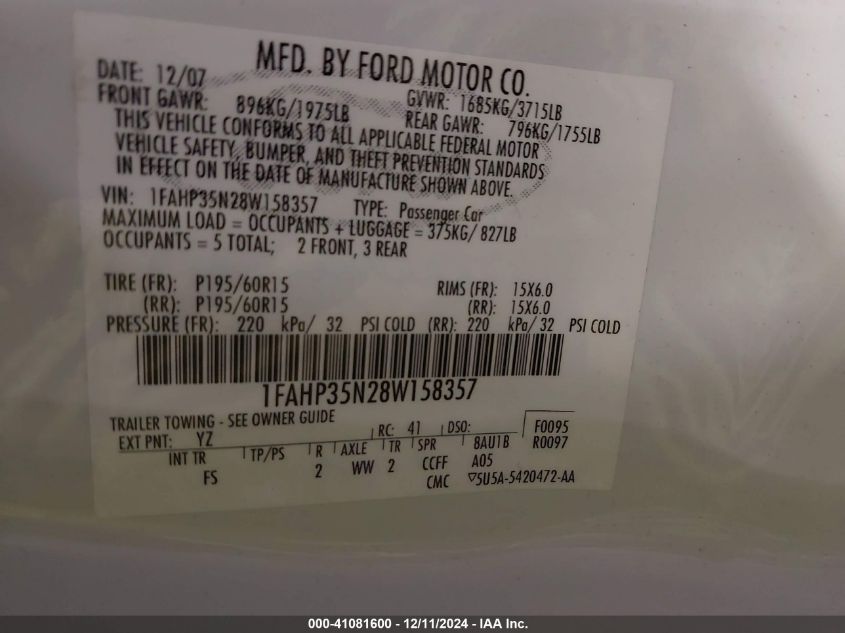 MFD. BY FORD MOTOR CO.
DATE: 12/07 GVWR: 1685KG/3715LB
FRONT GAWR: 896KG/1975LB REAR GAWR: 796KG/1755LB
THIS VEHICLE CONFORMS TO ALL APPLICABLE FEDERAL MOTOR
VEHICLE SAFETY, BUMPER, AND THEFT PREVENTION STANDARDS
IN EFFECT ON THE DATE OF MANUFACTURE SHOWN ABOVE.
VIN: 1FAHP35N28W158357 TYPE: Passenger Car
MAXIMUM LOAD = OCCUPANTS + LUGGAGE = 375KG/ 827LB
OCCUPANTS = 5 TOTAL; 2 FRONT, 3 REAR
TIRE (FR): P195/60R15 RIMS (FR): 15X6.0
(RR): P195/60R15 (RR): 15X6.0
PRESSURE (FR): 220 kPa/ 32 PSI COLD (RR): 220 kPa/ 32 PSI COLD
1FAHP35N28W158357
TRAILER TOWING - SEE OWNER GUIDE
EXT PNT: YZ RC: 41 DSO: F0095
INT TR TP/PS R AXLE TR SPR 8AU1B R0097
FS 2 WW 2 CCFF A05
CMC ▽5U5A-5420472-AA
000-41081600 - 12/11/2024 - IAA Inc.